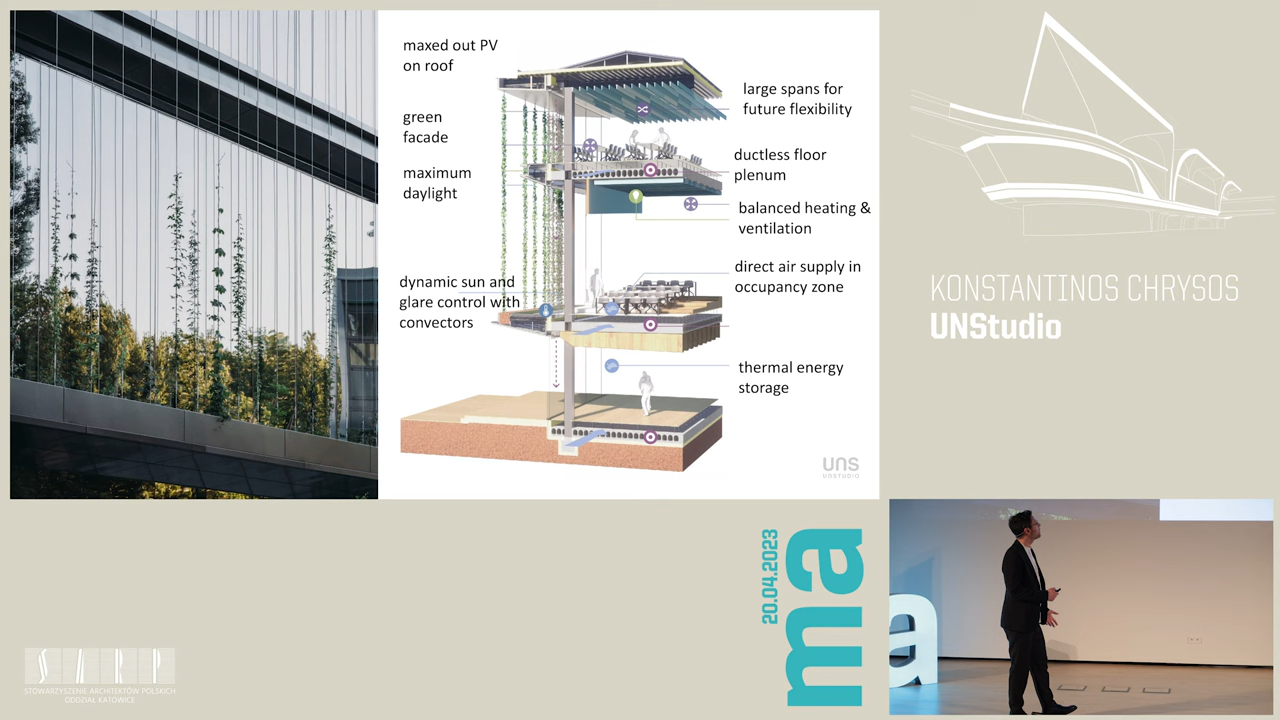 maxed out PV
on roof
green
facade
maximum
daylight
dynamic sun and
glare control with
convectors
large spans for
future flexibility
ductless floor
plenum
balanced heating &
ventilation
direct air supply in
occupancy zone
thermal energy
storage
UNS
UNSTUDIO
KONSTANTINOS CHRYSOS
UNStudio
20.04.2023
ma
a
SARP
STOWARZYSZENIE ARCHITEKTÓW POLSKICH
ODDZIAŁ KATOWICE